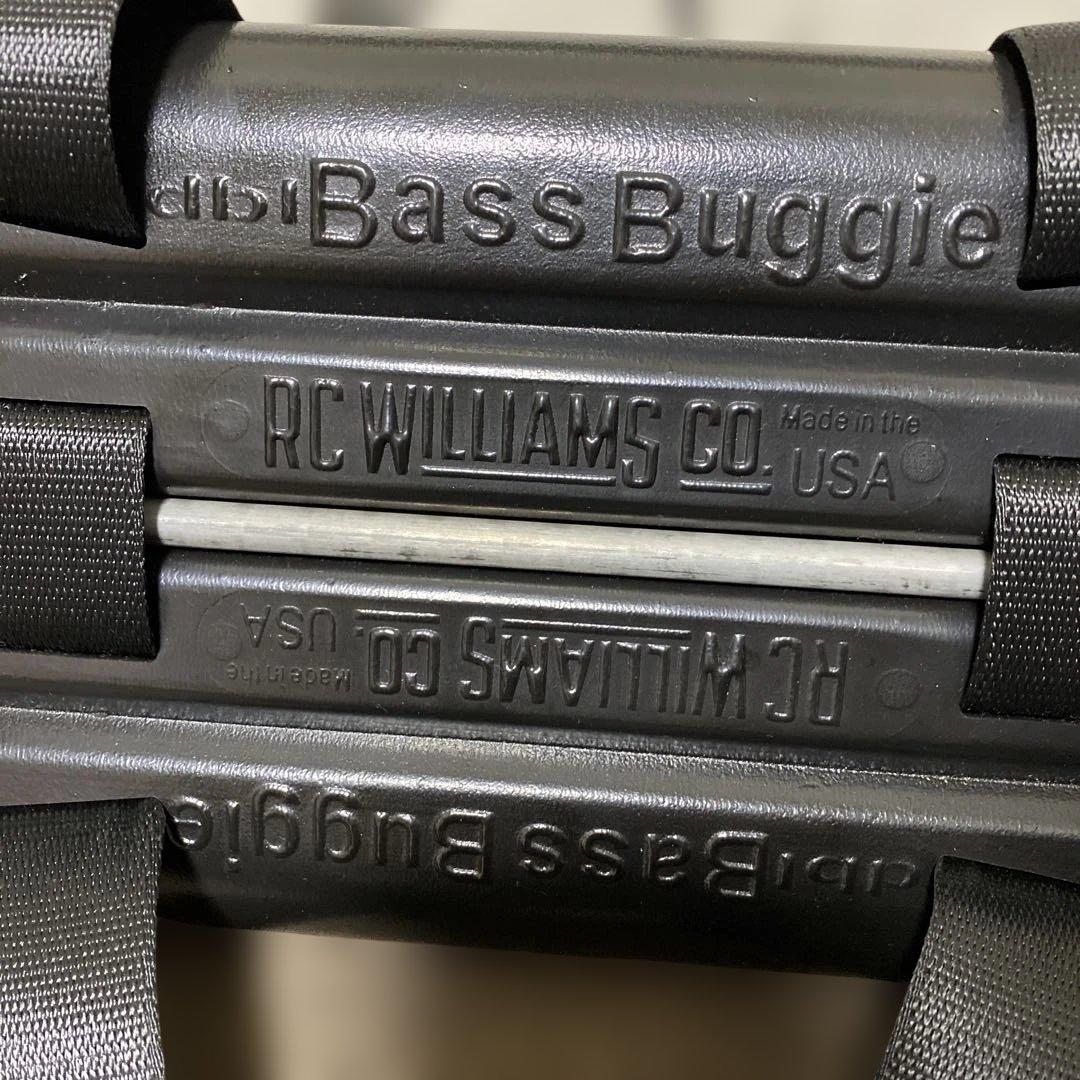 dbi Bass Buggie
RC WILLIAMS CO. Made in the
USA
RC WILLIAMS CO. Made in the
USA
dbi Bass Buggie